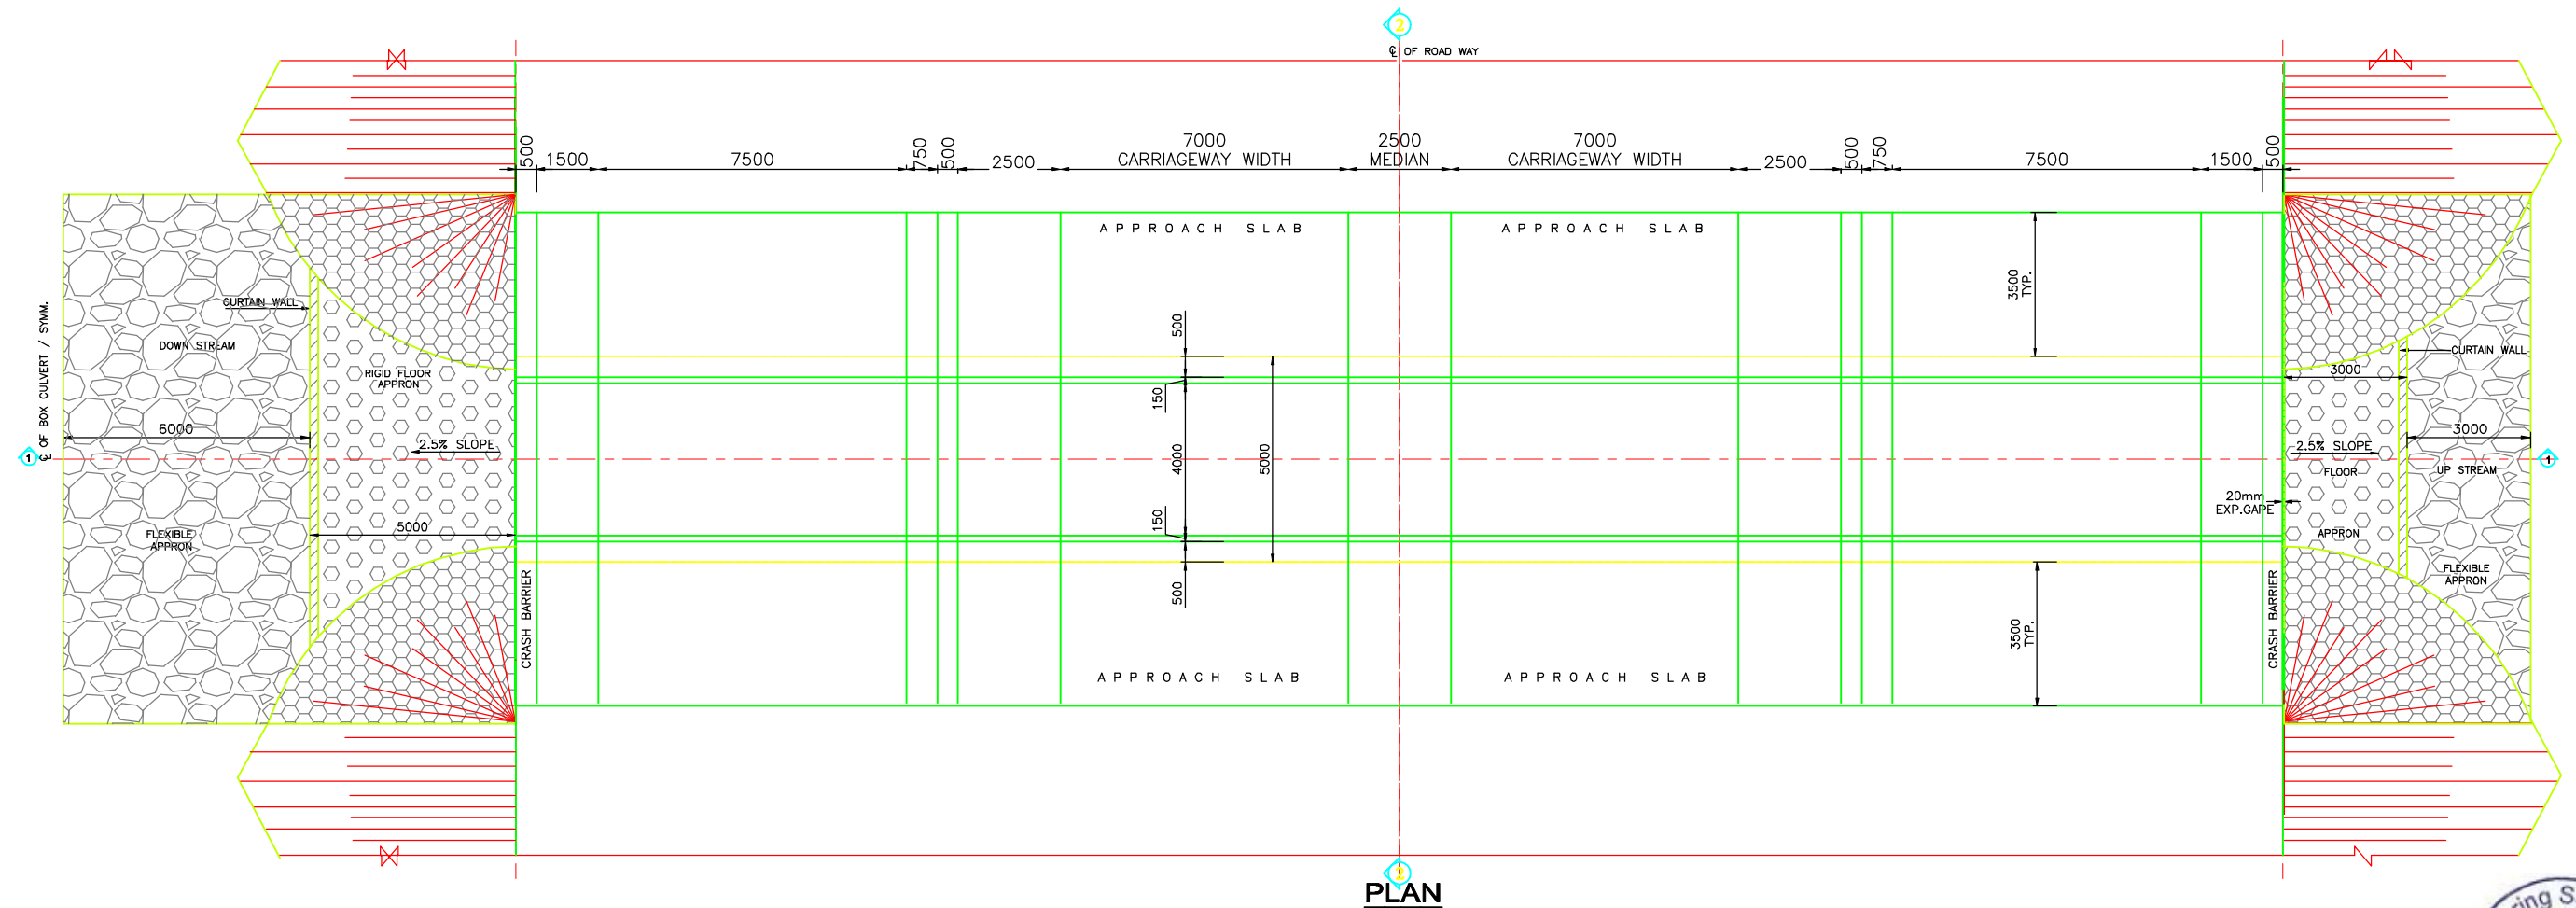 2
℄ OF ROAD WAY
500
1500
7500
750
500
2500
7000
CARRIAGEWAY WIDTH
2500
MEDIAN
7000
CARRIAGEWAY WIDTH
2500
500
750
7500
1500
500
APPROACH SLAB
APPROACH SLAB
3500
TYP.
CURTAIN WALL
DOWN STREAM
RIGID FLOOR
APPRON
500
150
4000
5000
150
500
CURTAIN WALL
3000
℄ OF BOX CULVERT / SYMM.
1
6000
2.5% SLOPE
5000
FLEXIBLE
APPRON
2.5% SLOPE
FLOOR
3000
UP STREAM
1
20mm
EXP.GAPE
APPRON
FLEXIBLE
APPRON
CRASH BARRIER
CRASH BARRIER
3500
TYP.
APPROACH SLAB
APPROACH SLAB
2
PLAN
ring S